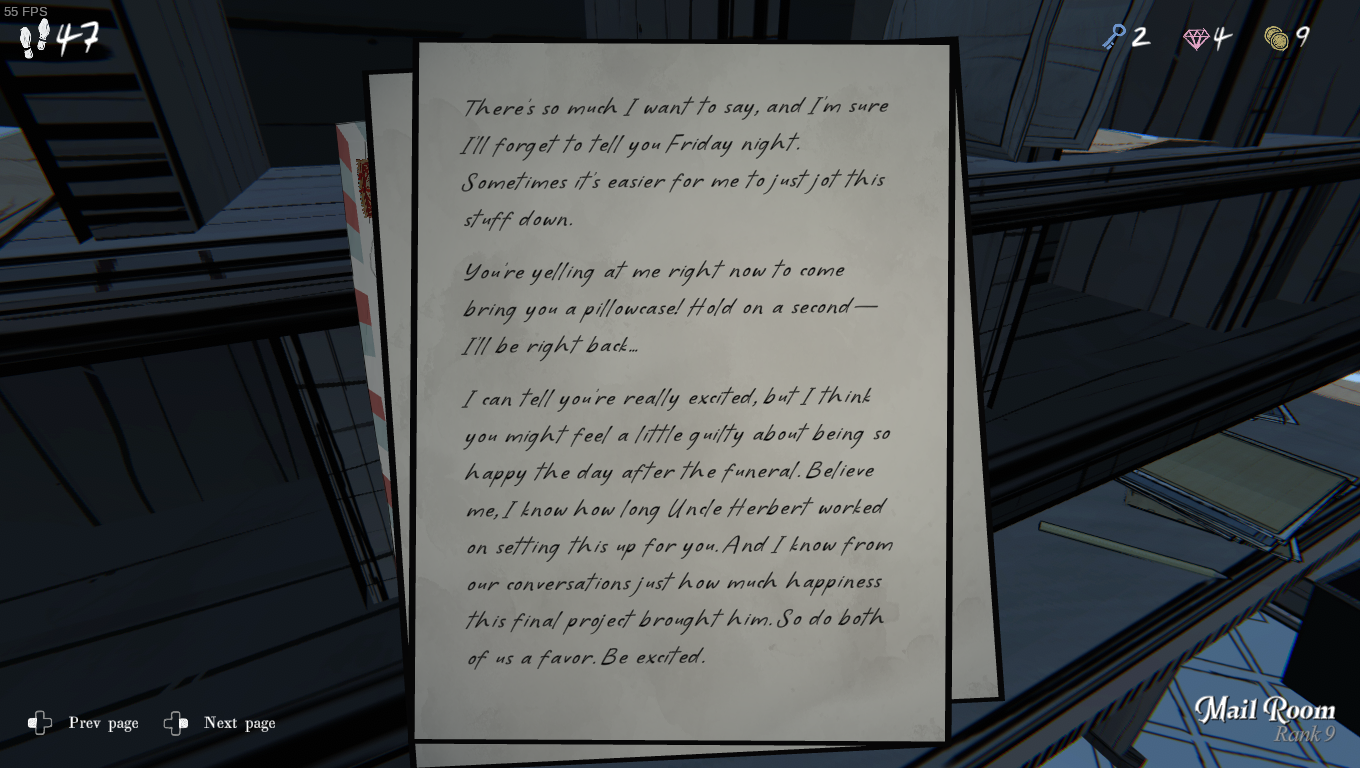 55 FPS
47
2
4
9
There's so much I want to say, and I'm sure
I'll forget to tell you Friday night.
Sometimes it's easier for me to just jot this
stuff down.
You're yelling at me right now to come
bring you a pillowcase! Hold on a second—
I'll be right back...
I can tell you're really excited, but I think
you might feel a little guilty about being so
happy the day after the funeral. Believe
me, I know how long Uncle Herbert worked
on setting this up for you. And I know from
our conversations just how much happiness
this final project brought him. So do both
of us a favor. Be excited.
Prev page
Next page
Mail Room
Rank 9